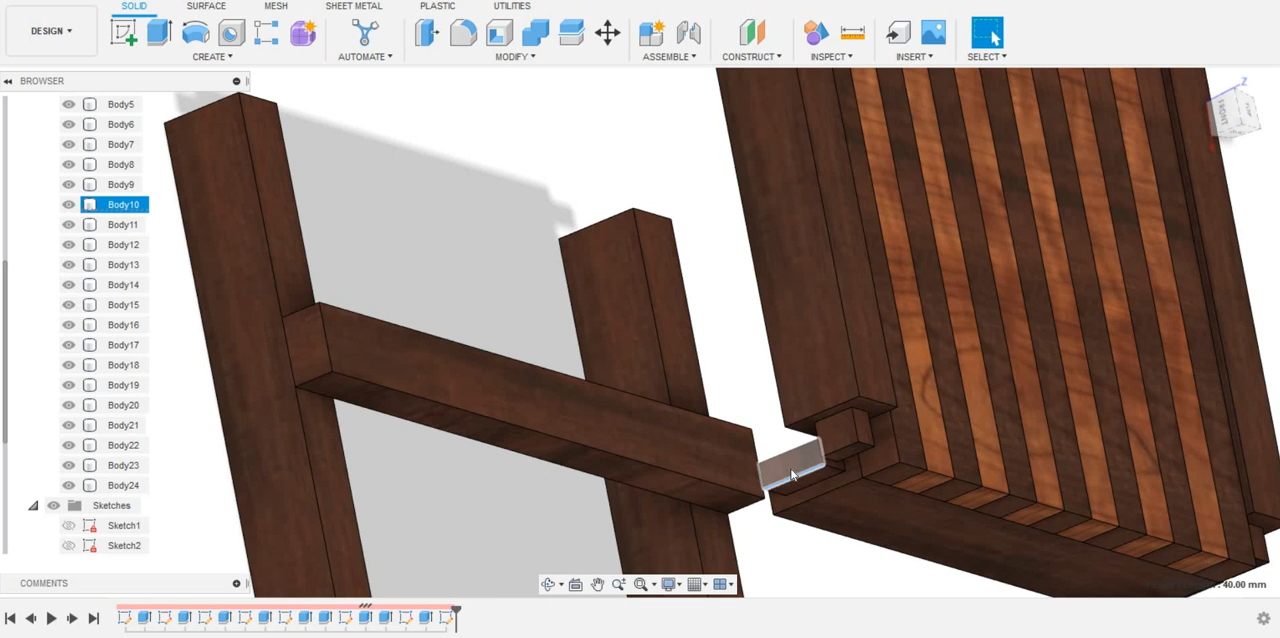 SOLID SURFACE MESH SHEET METAL PLASTIC UTILITIES
DESIGN
CREATE AUTOMATE MODIFY ASSEMBLE CONSTRUCT INSPECT INSERT SELECT
BROWSER
Body5
Body6
Body7
Body8
Body9
Body10
Body11
Body12
Body13
Body14
Body15
Body16
Body17
Body18
Body19
Body20
Body21
Body22
Body23
Body24
Sketches
Sketch1
Sketch2
Z
FRONT
COMMENTS
40.00 mm